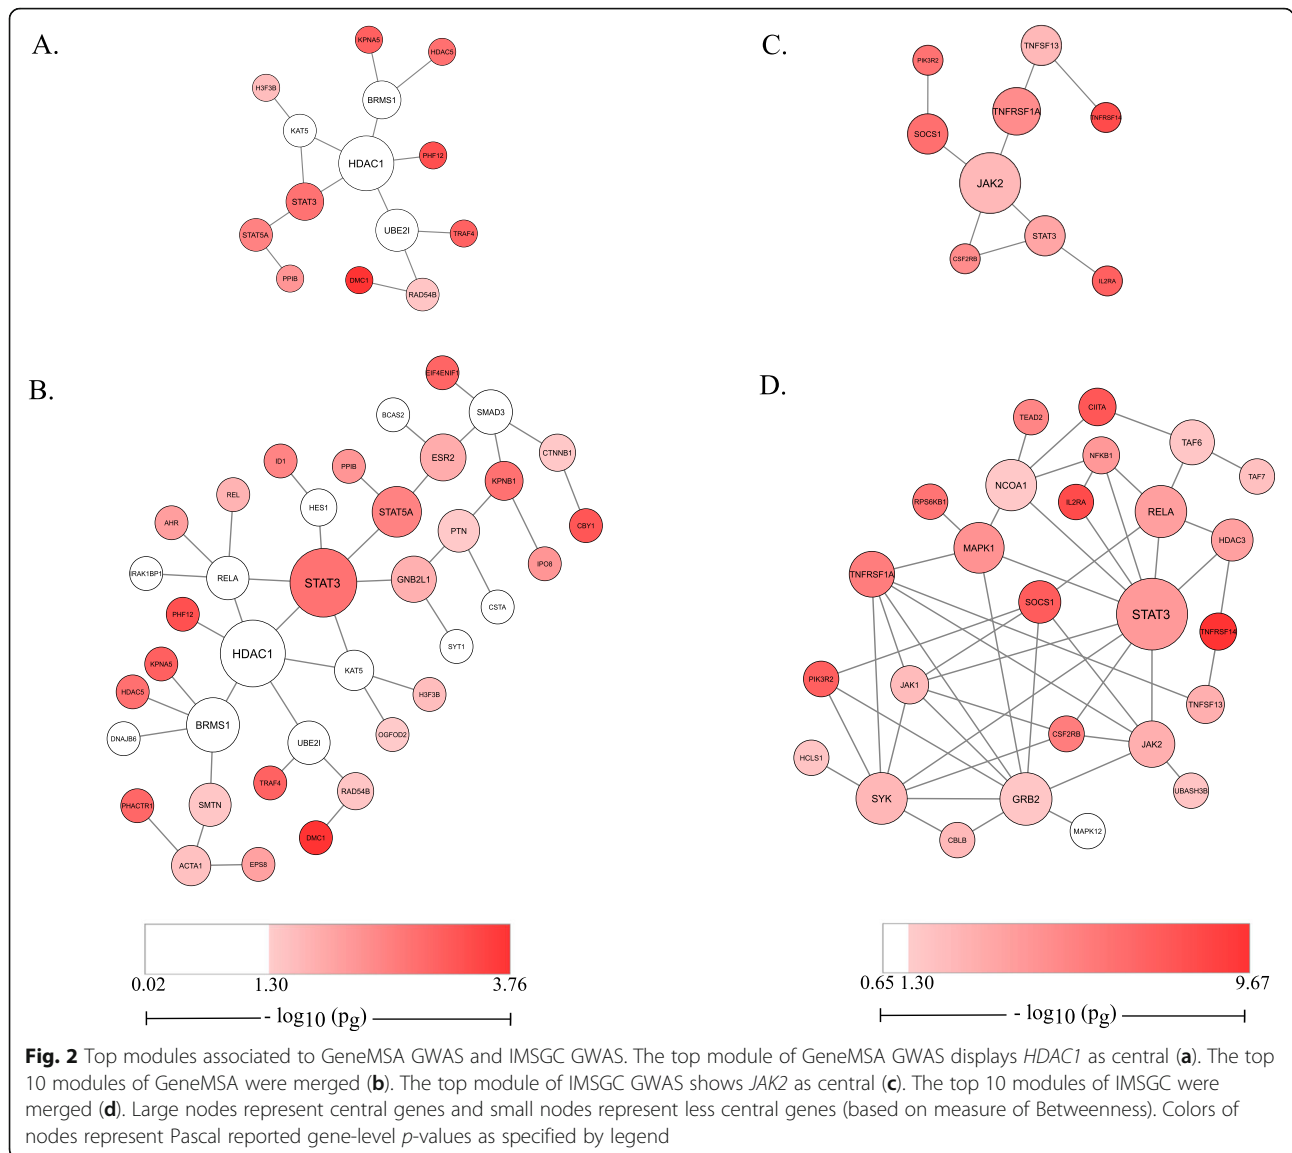 A.
KPNA5
HDAC5
H3F3B
BRMS1
KAT5
PHF12
HDAC1
STAT3
UBE2I
STAT5A
TRAF4
PPIB
DMC1
RAD54B
C.
TNFSF13
PIK3R2
TNFRSF1A
TNFRSF14
SOCS1
JAK2
STAT3
CSF2RB
IL2RA
B.
EIF4ENIF1
BCAS2
SMAD3
ID1
PPIB
ESR2
CTNNB1
KPNB1
REL
HES1
STAT5A
AHR
PTN
CBY1
IPO8
IRAK1BP1
RELA
STAT3
GNB2L1
CSTA
PHF12
SYT1
HDAC1
KPNA5
KAT5
HDAC5
H3F3B
BRMS1
DNAJB6
UBE2I
OGFOD2
TRAF4
RAD54B
PHACTR1
SMTN
DMC1
ACTA1
EPS8
D.
TEAD2
CIITA
TAF6
NFKB1
TAF7
NCOA1
RPS6KB1
IL2RA
RELA
MAPK1
HDAC3
TNFRSF1A
SOCS1
STAT3
TNFRSF14
PIK3R2
JAK1
TNFSF13
CSF2RB
JAK2
HCLS1
SYK
GRB2
UBASH3B
CBLB
MAPK12
0.02 1.30 3.76
- log10 (pg)
0.65 1.30 9.67
- log10 (pg)
Fig. 2 Top modules associated to GeneMSA GWAS and IMSGC GWAS. The top module of GeneMSA GWAS displays HDAC1 as central (a). The top
10 modules of GeneMSA were merged (b). The top module of IMSGC GWAS shows JAK2 as central (c). The top 10 modules of IMSGC were
merged (d). Large nodes represent central genes and small nodes represent less central genes (based on measure of Betweenness). Colors of
nodes represent Pascal reported gene-level p-values as specified by legend